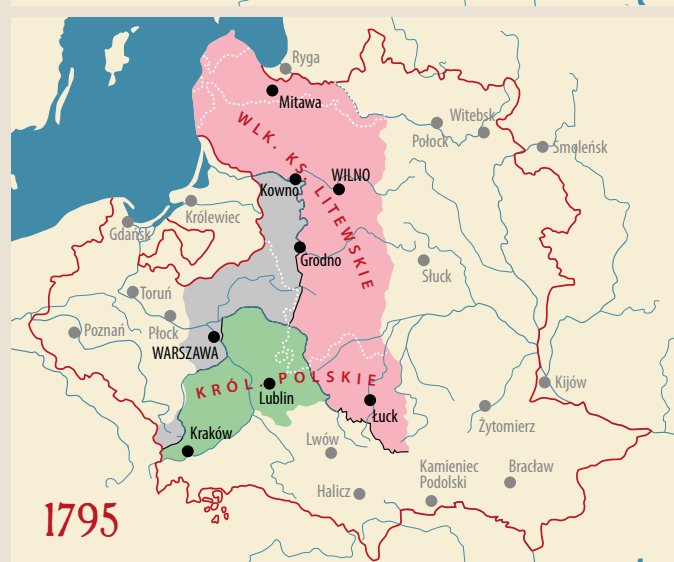 Ryga
Mitawa
Witebsk
Połock
Smoleńsk
WLK. KS. LITEWSKIE
WILNO
Kowno
Królewiec
Gdańsk
Grodno
Słuck
Toruń
Płock
Poznań
WARSZAWA
KRÓL. POLSKIE
Lublin
Kijów
Łuck
Żytomierz
Kraków
Lwów
Kamieniec
Podolski
Bracław
Halicz
1795